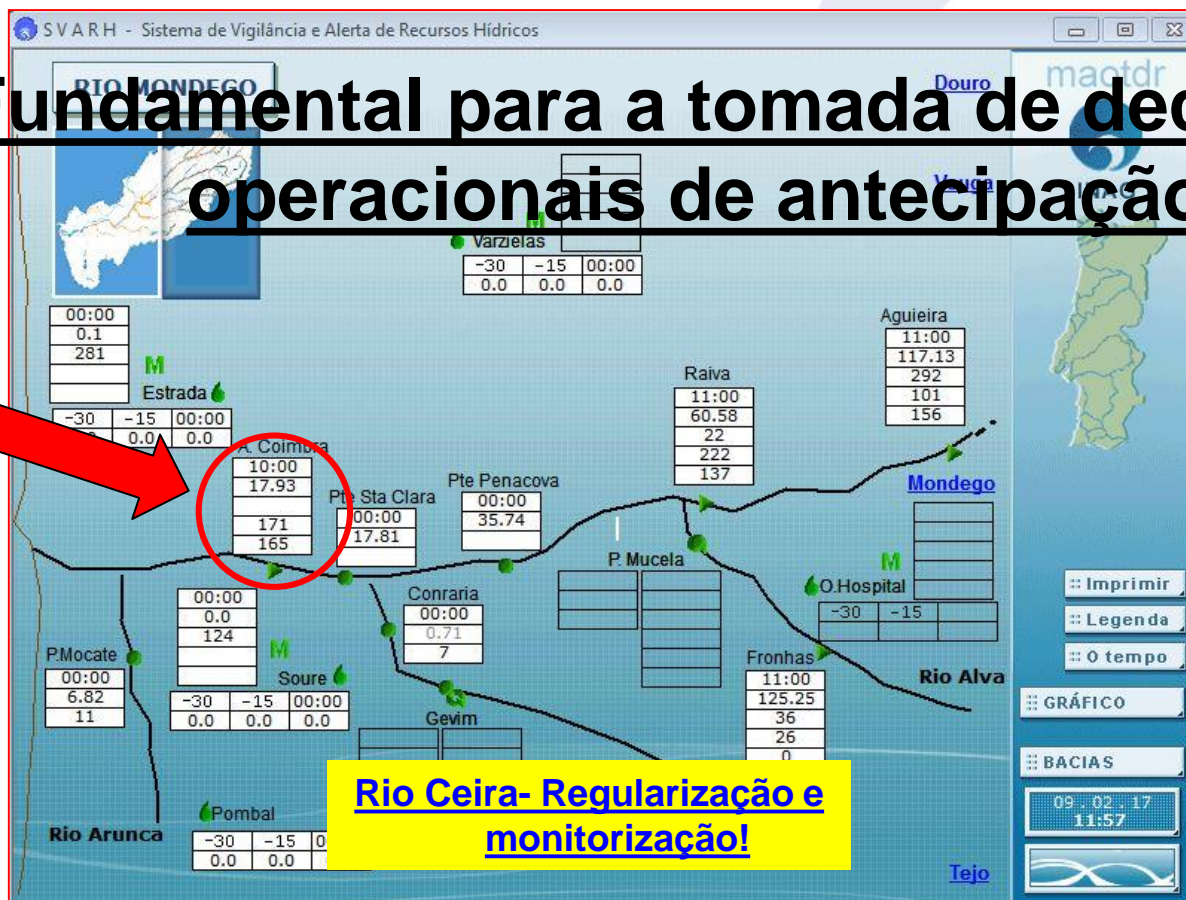 S V A R H - Sistema de Vigilância e Alerta de Recursos Hídricos
RIO MONDEGO
Fundamental para a tomada de
operacionais de antecipação
Douro
maotdr
Varzielas
M
-30 -15 00:00
0.0 0.0 0.0
00:00
0.1
281
M
Estrada
-30 -15 00:00
0.0 0.0
A. Coimbra
10:00
17.93
171
165
Pte Sta Clara
00:00
17.81
Pte Penacova
00:00
35.74
Raiva
11:00
60.58
22
222
137
Aguieira
11:00
117.13
292
101
156
Mondego
P. Mucela
M
O.Hospital
-30 -15
Conraria
00:00
0.71
7
00:00
0.0
124
M
Soure
-30 -15 00:00
0.0 0.0 0.0
P.Mocate
00:00
6.82
11
Gevim
Fronhas
11:00
125.25
36
26
0
Rio Alva
Rio Ceira- Regularização e
monitorização!
Pombal
Rio Arunca
-30 -15
0.0 0.0
Tejo
:: Imprimir
:: Legenda
:: O tempo
:: GRÁFICO
:: BACIAS
09 . 02 . 17
11:57